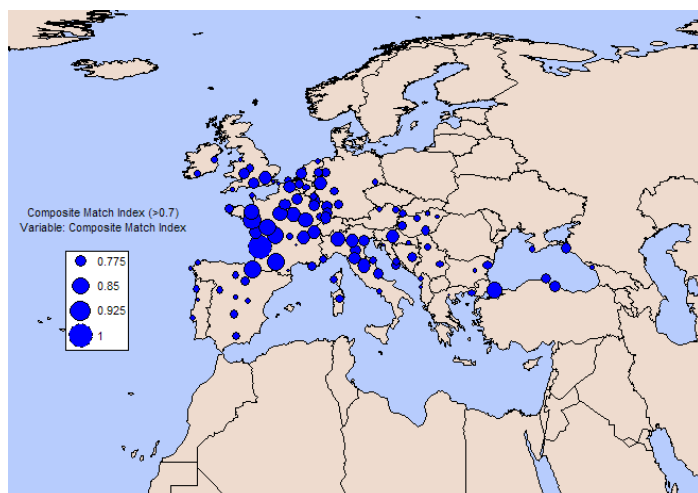 Composite Match Index (>0.7)
Variable: Composite Match Index
0.775
0.85
0.925
1